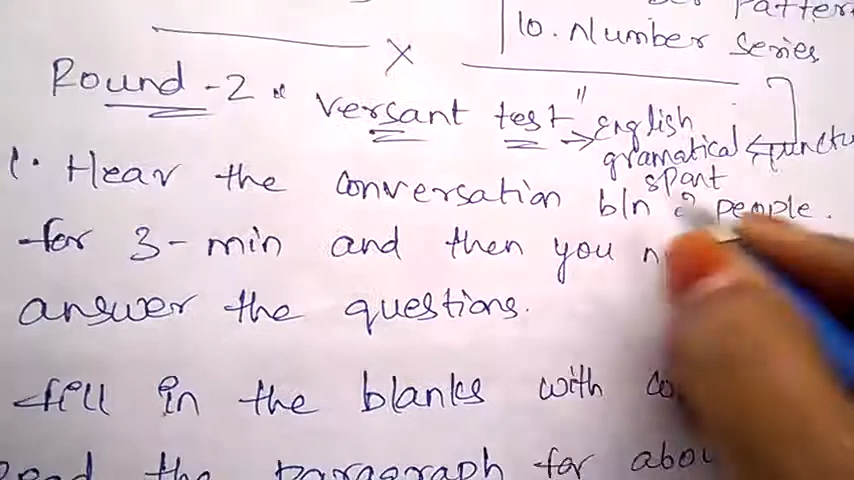 10. Number Series
Round - 2 " Versant test" → English
gramatical
spant
1. Hear the conversation b/n 2 people.
for 3 - min and then you
answer the questions.
fill in the blanks with
Read the paragraph for